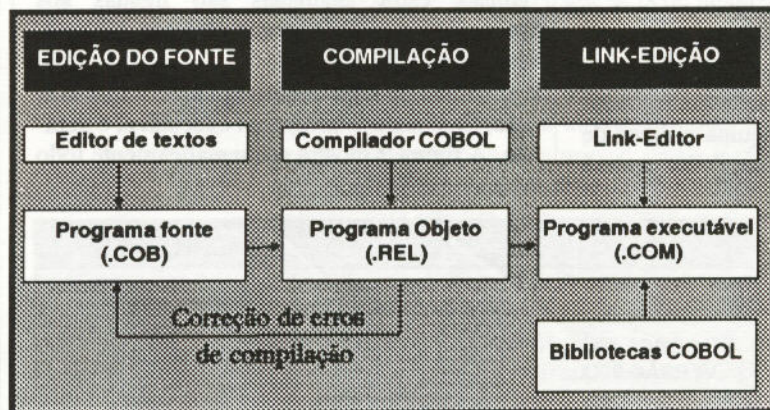 EDIÇÃO DO FONTE
COMPILAÇÃO
LINK-EDIÇÃO
Editor de textos
Compilador COBOL
Link-Editor
Programa fonte
(.COB)
Programa Objeto
(.REL)
Programa executável
(.COM)
Correção de erros
de compilação
Bibliotecas COBOL